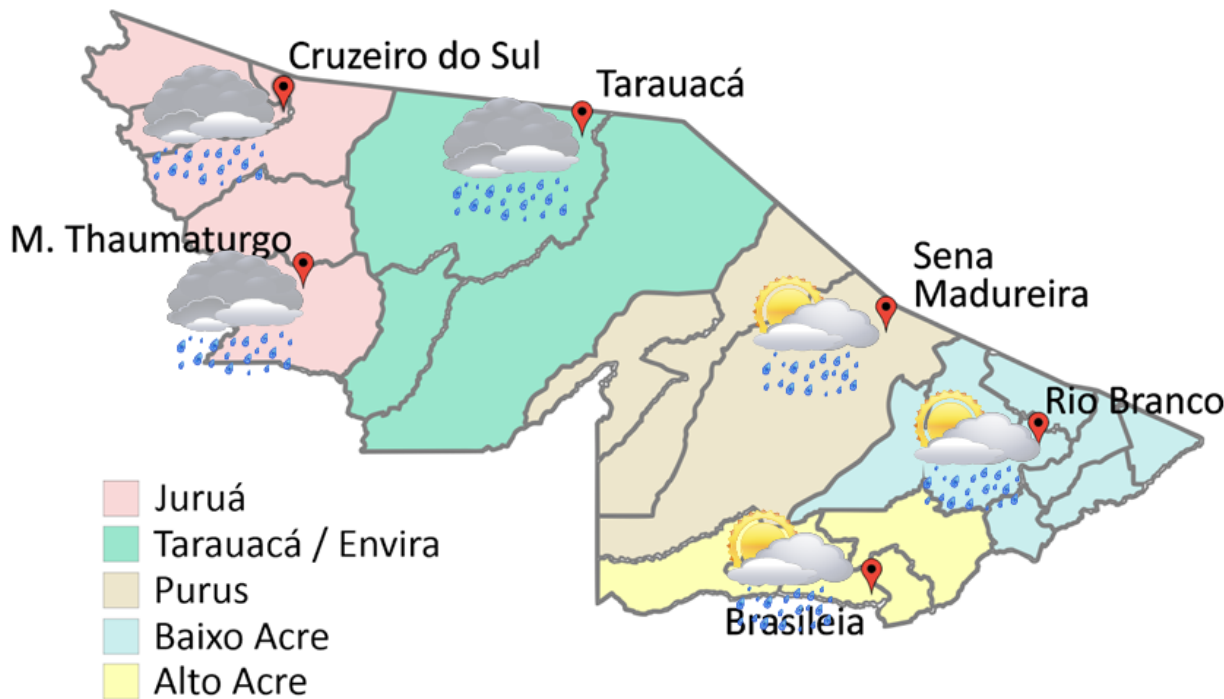 Cruzeiro do Sul
Tarauacá
M. Thaumaturgo
Sena
Madureira
Rio Branco
Brasileia
Juruá
Tarauacá / Envira
Purus
Baixo Acre
Alto Acre